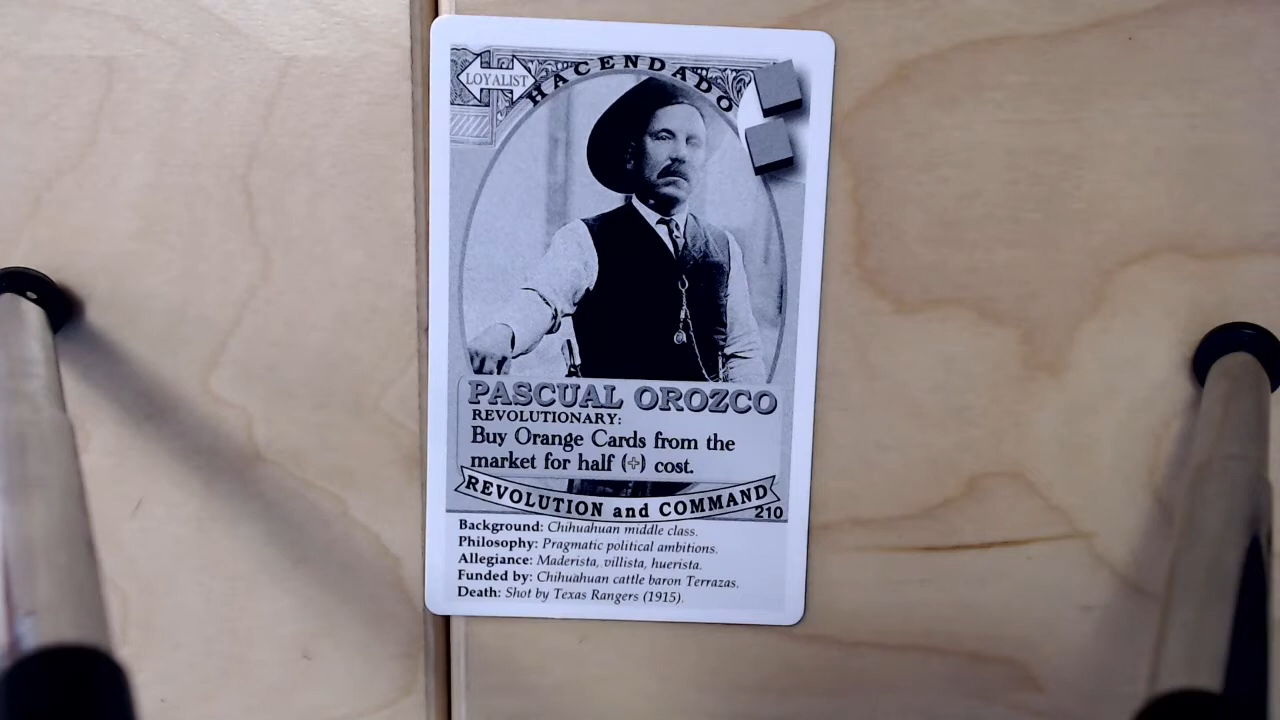 LOYALIST
HACENDADO
PASCUAL OROZCO
REVOLUTIONARY:
Buy Orange Cards from the
market for half (+) cost.
REVOLUTION and COMMAND
210
Background: Chihuahuan middle class.
Philosophy: Pragmatic political ambitions.
Allegiance: Maderista, villista, huerista.
Funded by: Chihuahuan cattle baron Terrazas.
Death: Shot by Texas Rangers (1915).